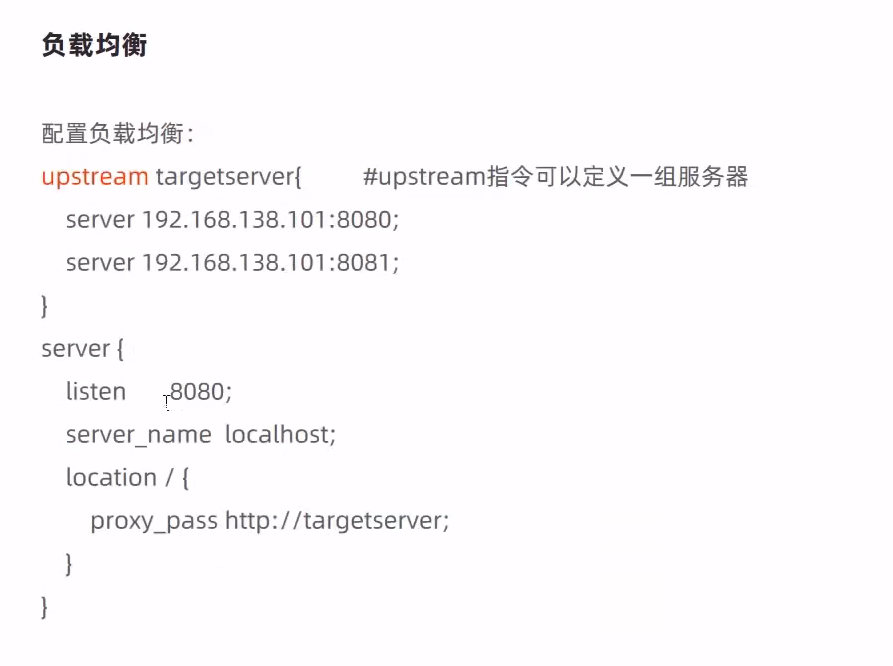 负载均衡
配置负载均衡：
upstream targetserver{ #upstream指令可以定义一组服务器
server 192.168.138.101:8080;
server 192.168.138.101:8081;
}
server {
listen 8080;
server_name localhost;
location / {
proxy_pass http://targetserver;
}
}